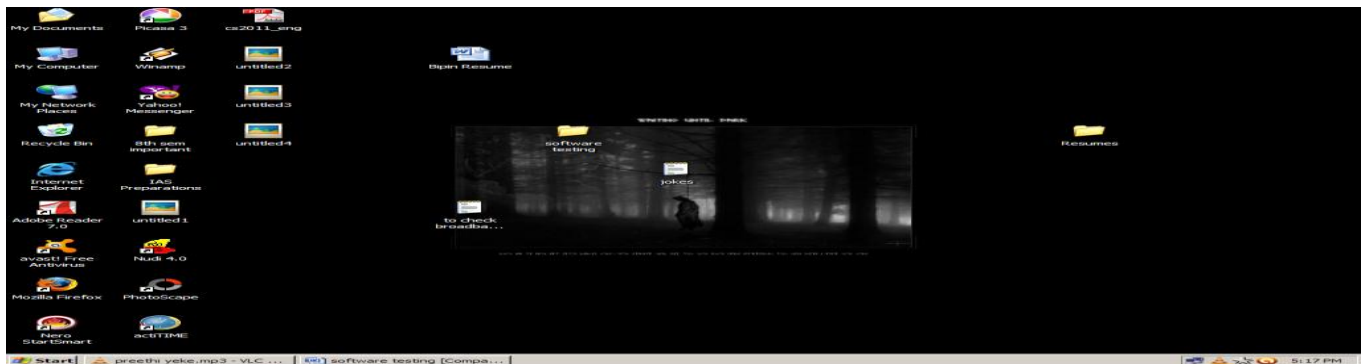 My Documents
Picasa 3
cs2011_eng
My Computer
Winamp
untitled2
Bipin Resume
My Network
Places
Yahoo!
Messenger
untitled3
Recycle Bin
8th sem
important
untitled4
software
testing
Resumes
Internet
Explorer
IAS
Preparations
jokes
Adobe Reader
7.0
untitled1
to check
broadba...
avast! Free
Antivirus
Nudi 4.0
Mozilla Firefox
PhotoScape
Nero
StartSmart
actiTIME
Start
preethi yeke.mp3 - VLC ...
software testing [Compa...
5:17 PM